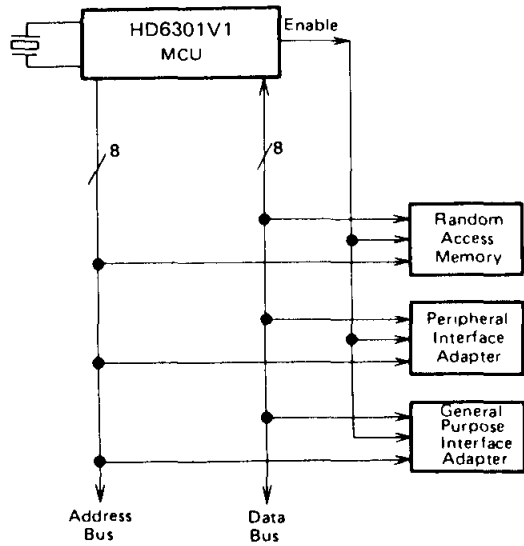 HD6301V1
MCU
Enable
8
8
Random
Access
Memory
Peripheral
Interface
Adapter
General
Purpose
Interface
Adapter
Address
Bus
Data
Bus